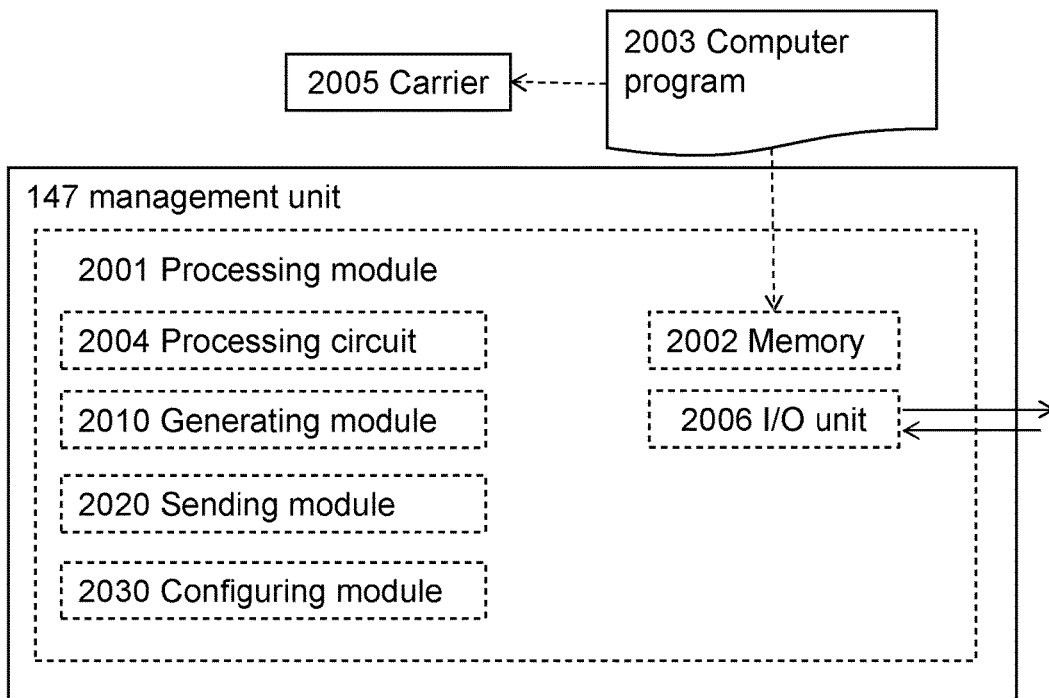 2003 Computer
program
2005 Carrier
147 management unit
2001 Processing module
2004 Processing circuit
2002 Memory
2010 Generating module
2006 I/O unit
2020 Sending module
2030 Configuring module